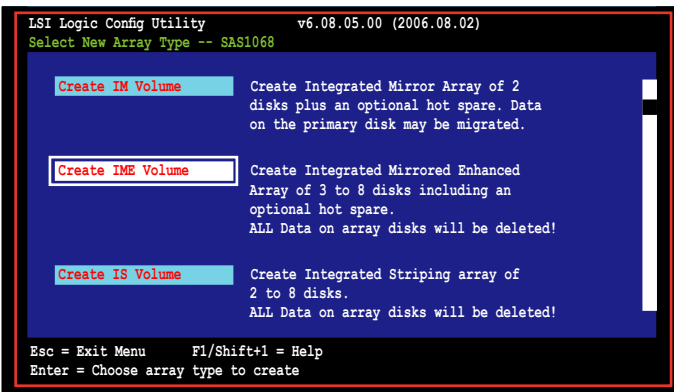 LSI Logic Config Utility v6.08.05.00 (2006.08.02)
Select New Array Type -- SAS1068
Create IM Volume Create Integrated Mirror Array of 2
disks plus an optional hot spare. Data
on the primary disk may be migrated.
Create IME Volume Create Integrated Mirrored Enhanced
Array of 3 to 8 disks including an
optional hot spare.
ALL Data on array disks will be deleted!
Create IS Volume Create Integrated Striping array of
2 to 8 disks.
ALL Data on array disks will be deleted!
Esc = Exit Menu F1/Shift+1 = Help
Enter = Choose array type to create